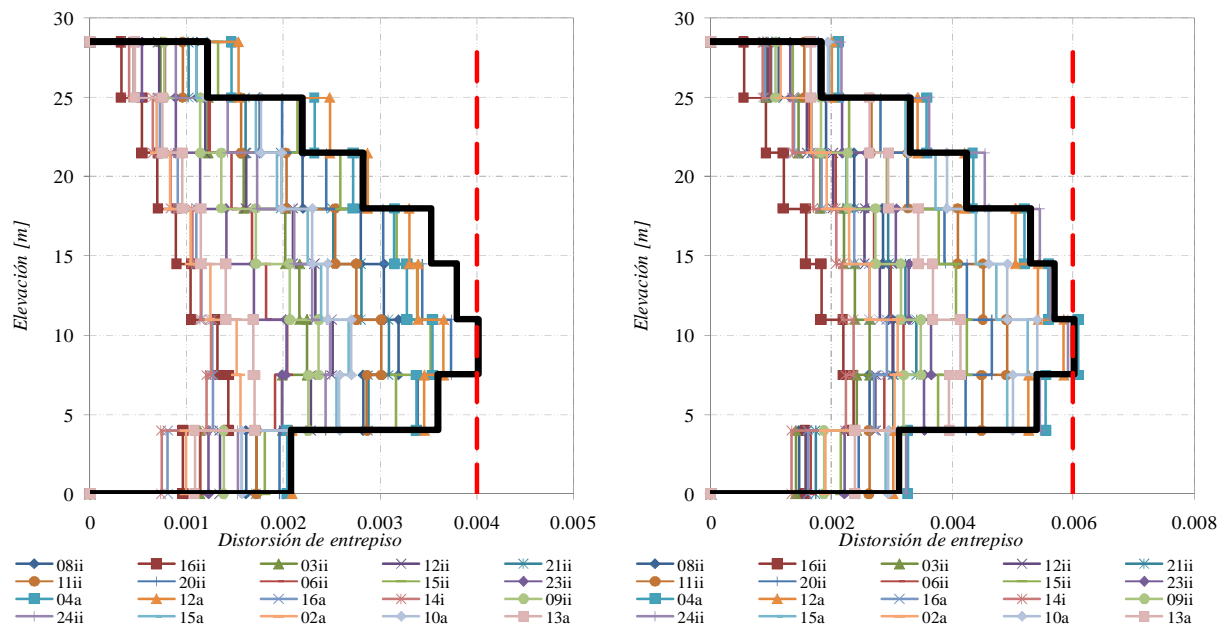 30
25
20
15
10
5
0
Elevación [m]
0 0.001 0.002 0.003 0.004 0.005
Distorsión de entrepiso
08ii 16ii 03ii 12ii 21ii
11ii 20ii 06ii 15ii 23ii
04a 12a 16a 14i 09ii
24ii 15a 02a 10a 13a
30
25
20
15
10
5
0
Elevación [m]
0 0.002 0.004 0.006 0.008
Distorsión de entrepiso
08ii 16ii 03ii 12ii 21ii
11ii 20ii 06ii 15ii 23ii
04a 12a 16a 14i 09ii
24ii 15a 02a 10a 13a